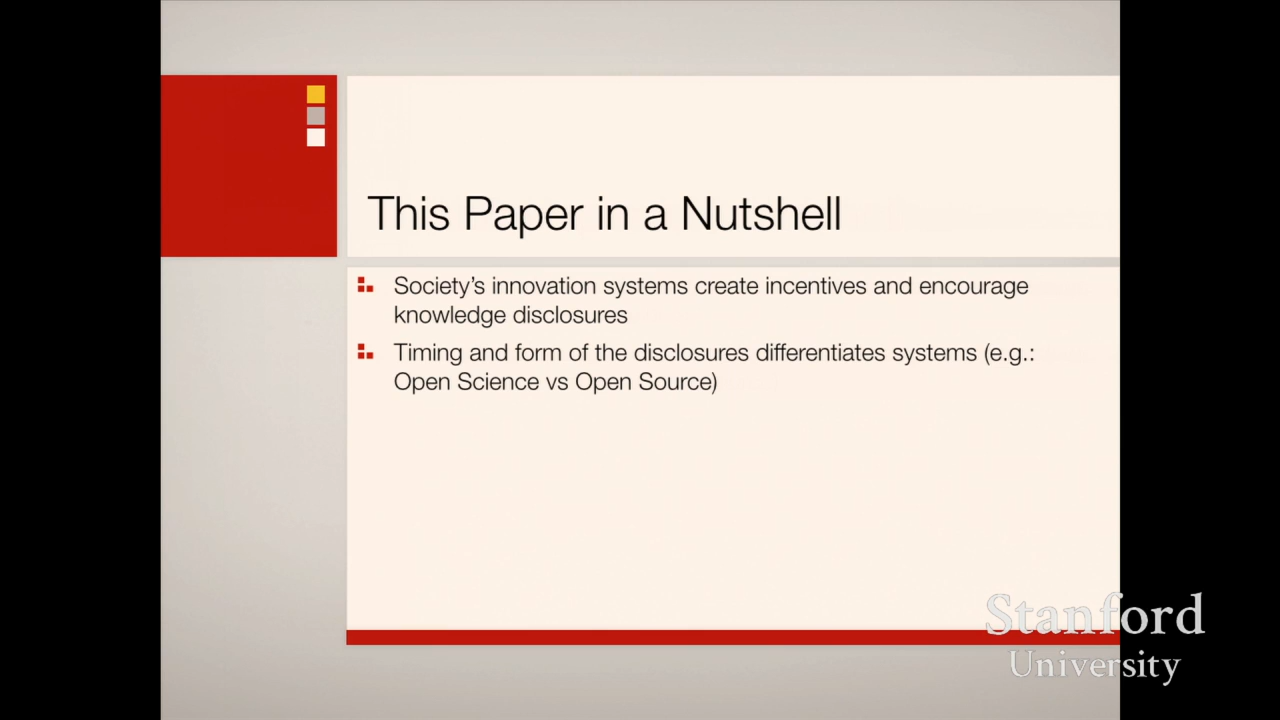 This Paper in a Nutshell
Society's innovation systems create incentives and encourage
knowledge disclosures
Timing and form of the disclosures differentiates systems (e.g.:
Open Science vs Open Source)
Stanford
University